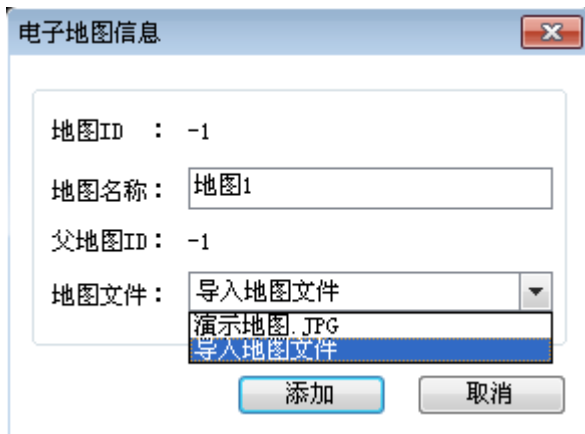 电子地图信息
地图ID : -1
地图名称: 地图1
父地图ID: -1
地图文件: 导入地图文件
演示地图.JPG
导入地图文件
添加 取消